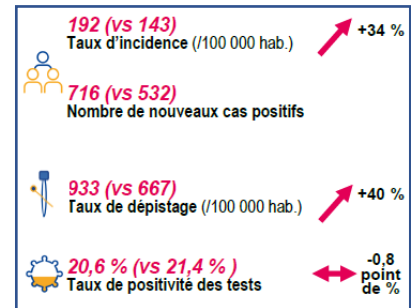 192 (vs 143)
Taux d'incidence (/100 000 hab.)
+34 %
716 (vs 532)
Nombre de nouveaux cas positifs
933 (vs 667)
Taux de dépistage (/100 000 hab.)
+40 %
20,6 % (vs 21,4 % )
Taux de positivité des tests
-0,8
point
de %